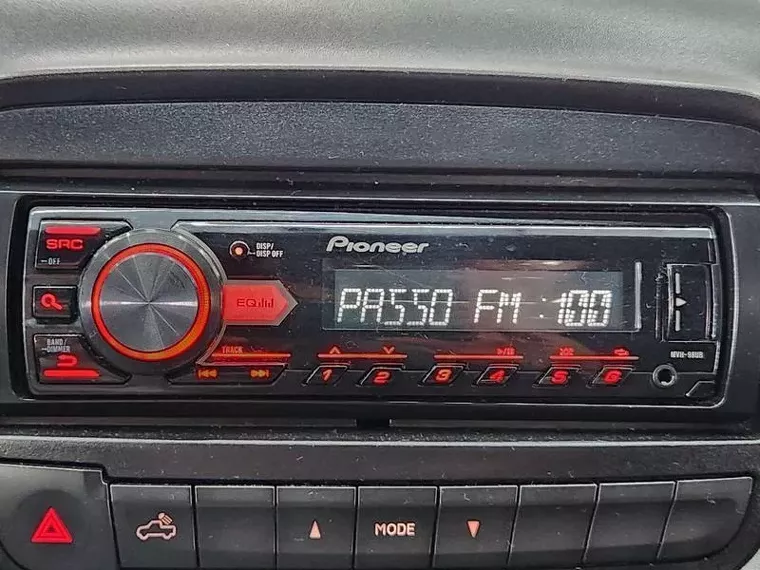 Pioneer
SRC
OFF
DISP/
DISP OFF
EQ
PASSO FM :100
BAND/
DIMMER
TRACK
1 2 3 4 5 6
MODE